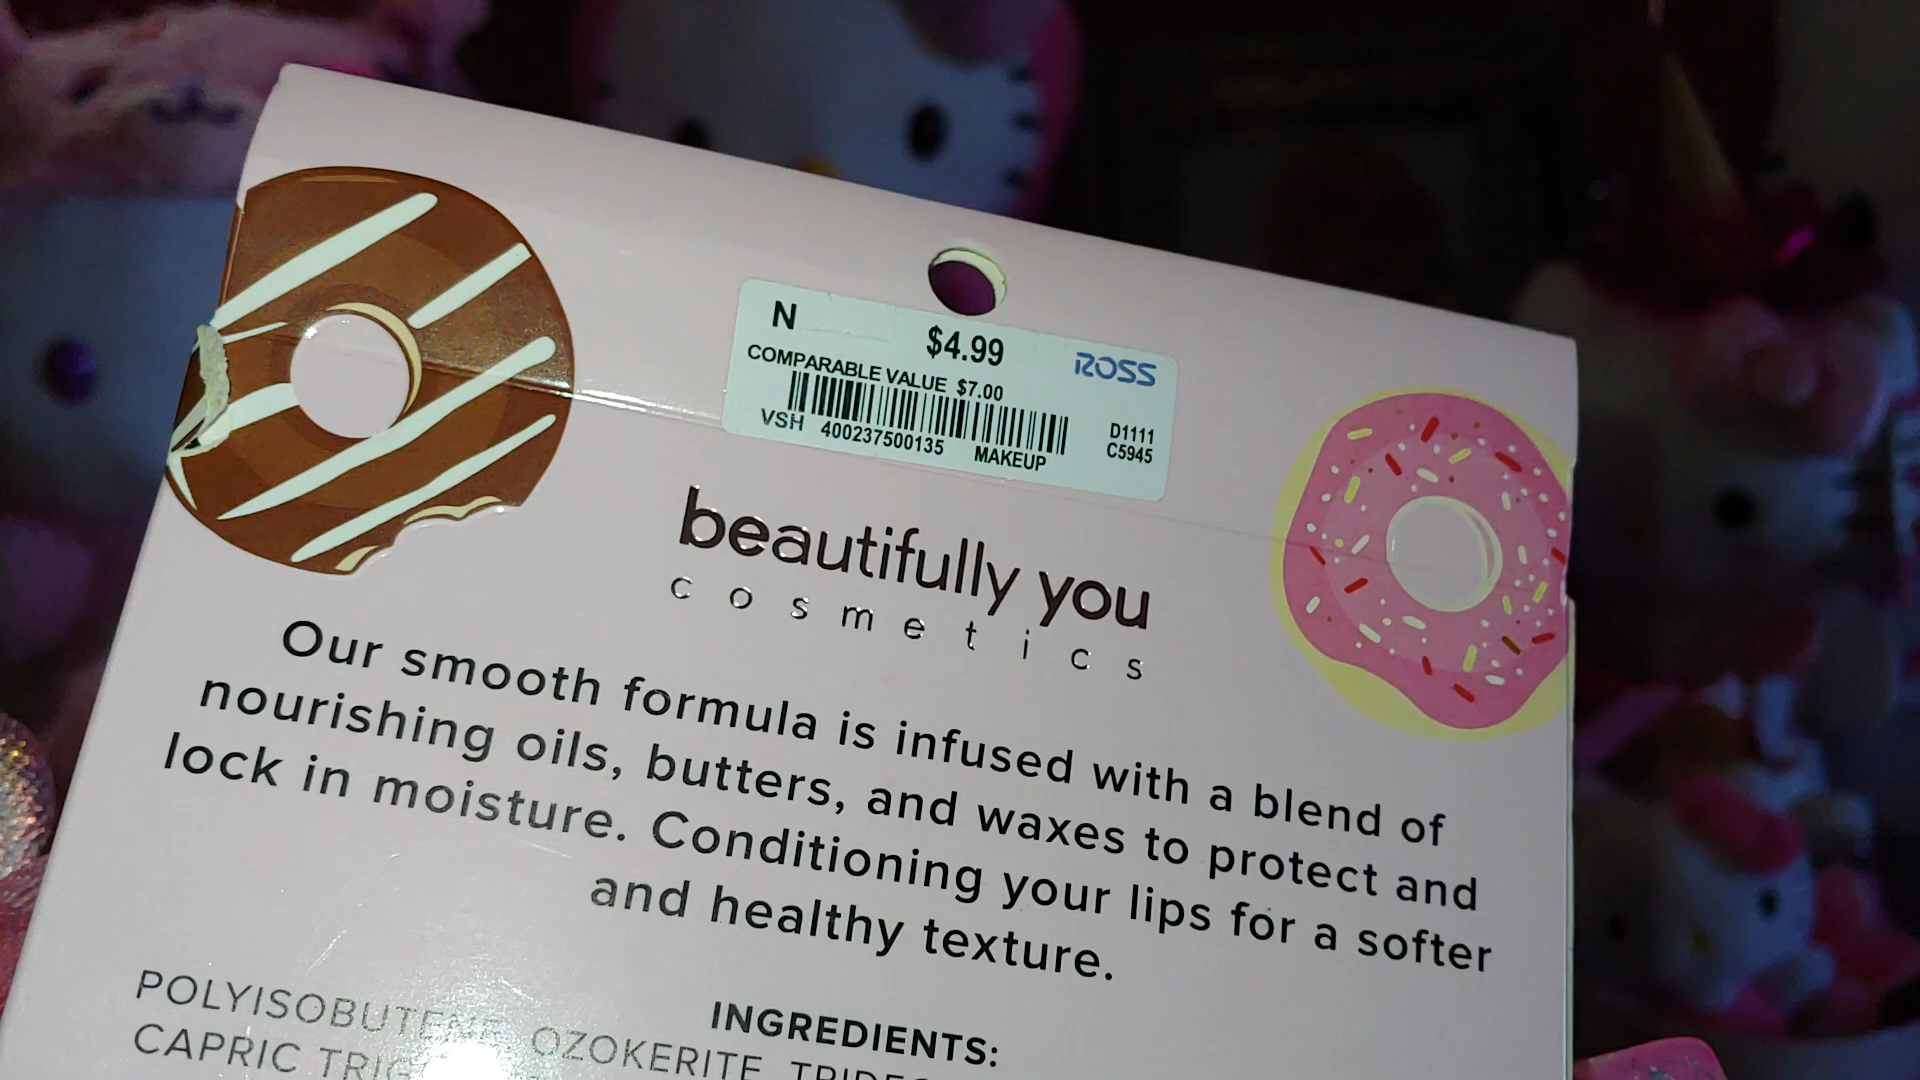 N
$4.99
ROSS
COMPARABLE VALUE $7.00
D1111
VSH 400237500135 MAKEUP C5945
beautifully you
cosmetics
Our smooth formula is infused with a blend of
nourishing oils, butters, and waxes to protect and
lock in moisture. Conditioning your lips for a softer
and healthy texture.
INGREDIENTS:
POLYISOBUTENE, OZOKERITE,
CAPRIC